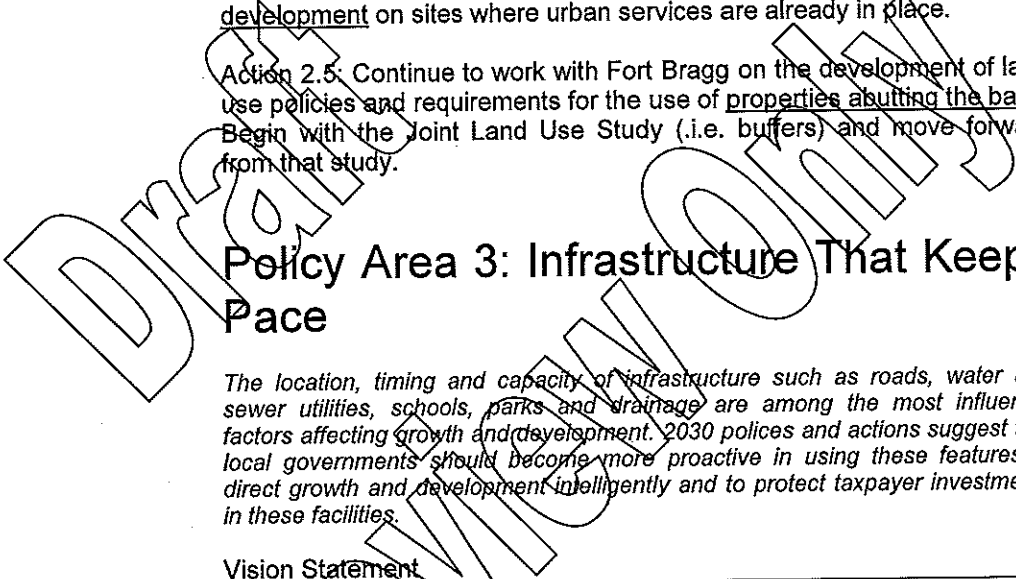 development on sites where urban services are already in place.
Action 2.5: Continue to work with Fort Bragg on the development of la
use policies and requirements for the use of properties abutting the ba
Begin with the Joint Land Use Study (.i.e. buffers) and move forwa
from that study.
Policy Area 3: Infrastructure That Keep
Pace
The location, timing and capacity of infrastructure such as roads, water
sewer utilities, schools, parks and drainage are among the most influen
factors affecting growth and development. 2030 polices and actions suggest
local governments should become more proactive in using these features
direct growth and development intelligently and to protect taxpayer investme
in these facilities.
Vision Statement
Draft
view Only